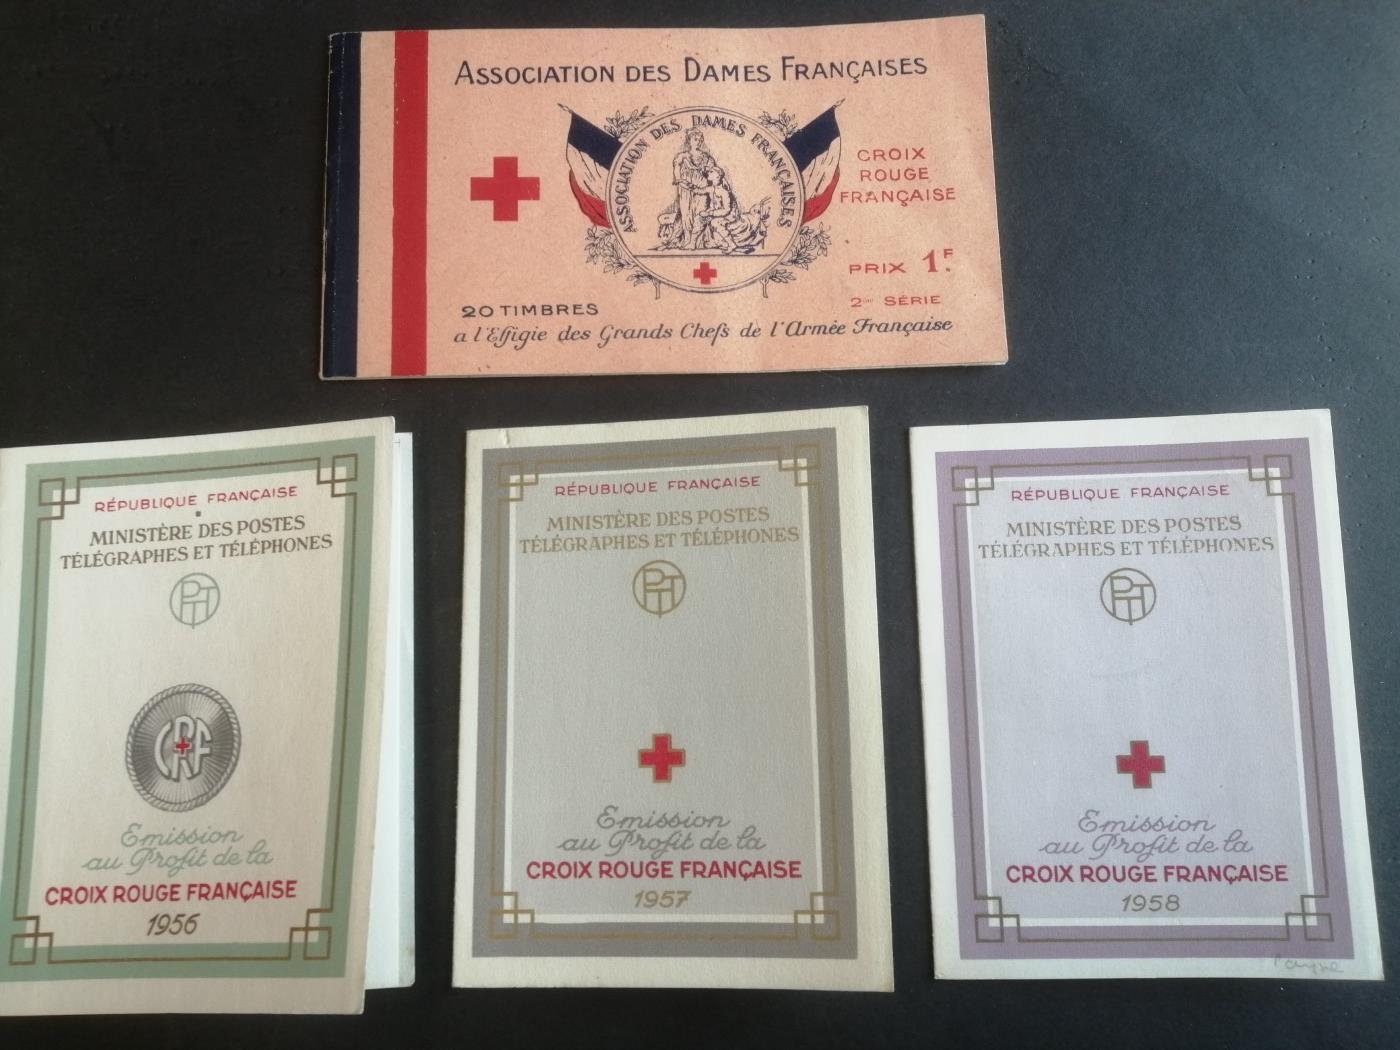 ASSOCIATION DES DAMES FRANÇAISES
ASSOCIATION DES DAMES FRANÇAISES
CROIX
ROUGE
FRANÇAISE
PRIX 1F.
2me SÉRIE
20 TIMBRES
a l'Effigie des Grands Chefs de l'Armée Française
RÉPUBLIQUE FRANÇAISE
MINISTÈRE DES POSTES
TÉLÉGRAPHES ET TÉLÉPHONES
PTT
CRF
Emission
au Profit de la
CROIX ROUGE FRANÇAISE
1956
RÉPUBLIQUE FRANÇAISE
MINISTÈRE DES POSTES
TÉLÉGRAPHES ET TÉLÉPHONES
PTT
Emission
au Profit de la
CROIX ROUGE FRANÇAISE
1957
RÉPUBLIQUE FRANÇAISE
MINISTÈRE DES POSTES
TÉLÉGRAPHES ET TÉLÉPHONES
PTT
Emission
au Profit de la
CROIX ROUGE FRANÇAISE
1958